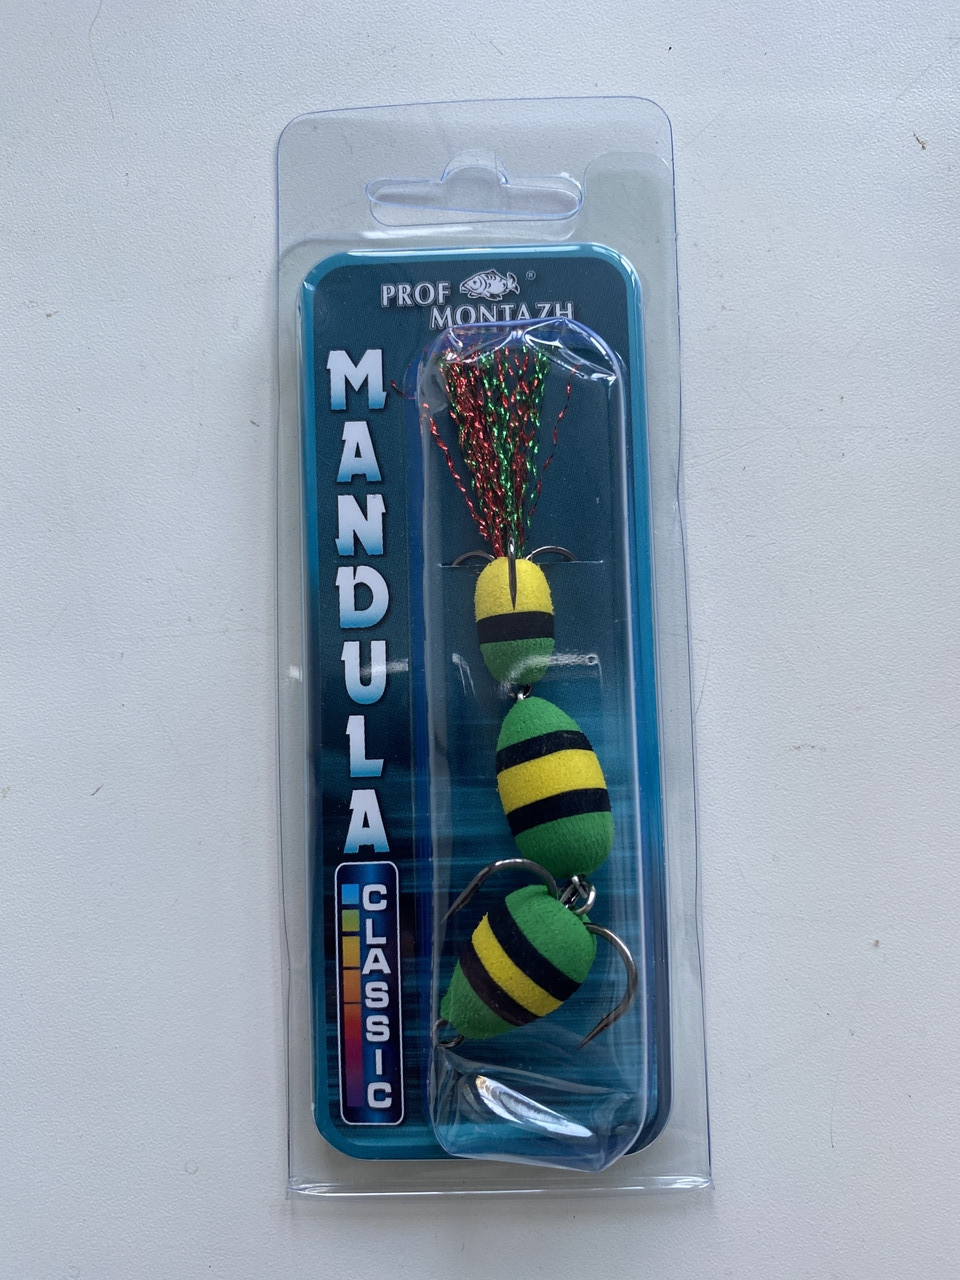 PROF ®
MONTAZH
MANDULA
CLASSIC